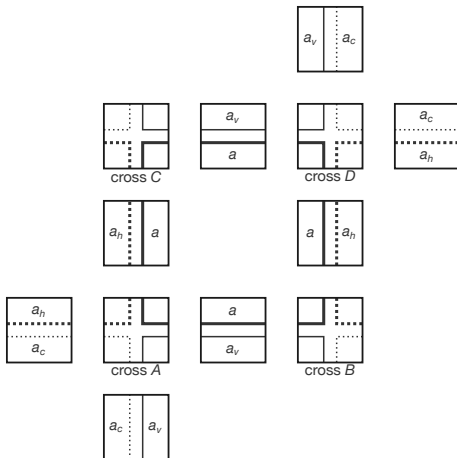 a_v a_c
a_v a_c
a a_h
cross C cross D
a_h a a a_h
a_h a
a_c a_v
cross A cross B
a_c a_v